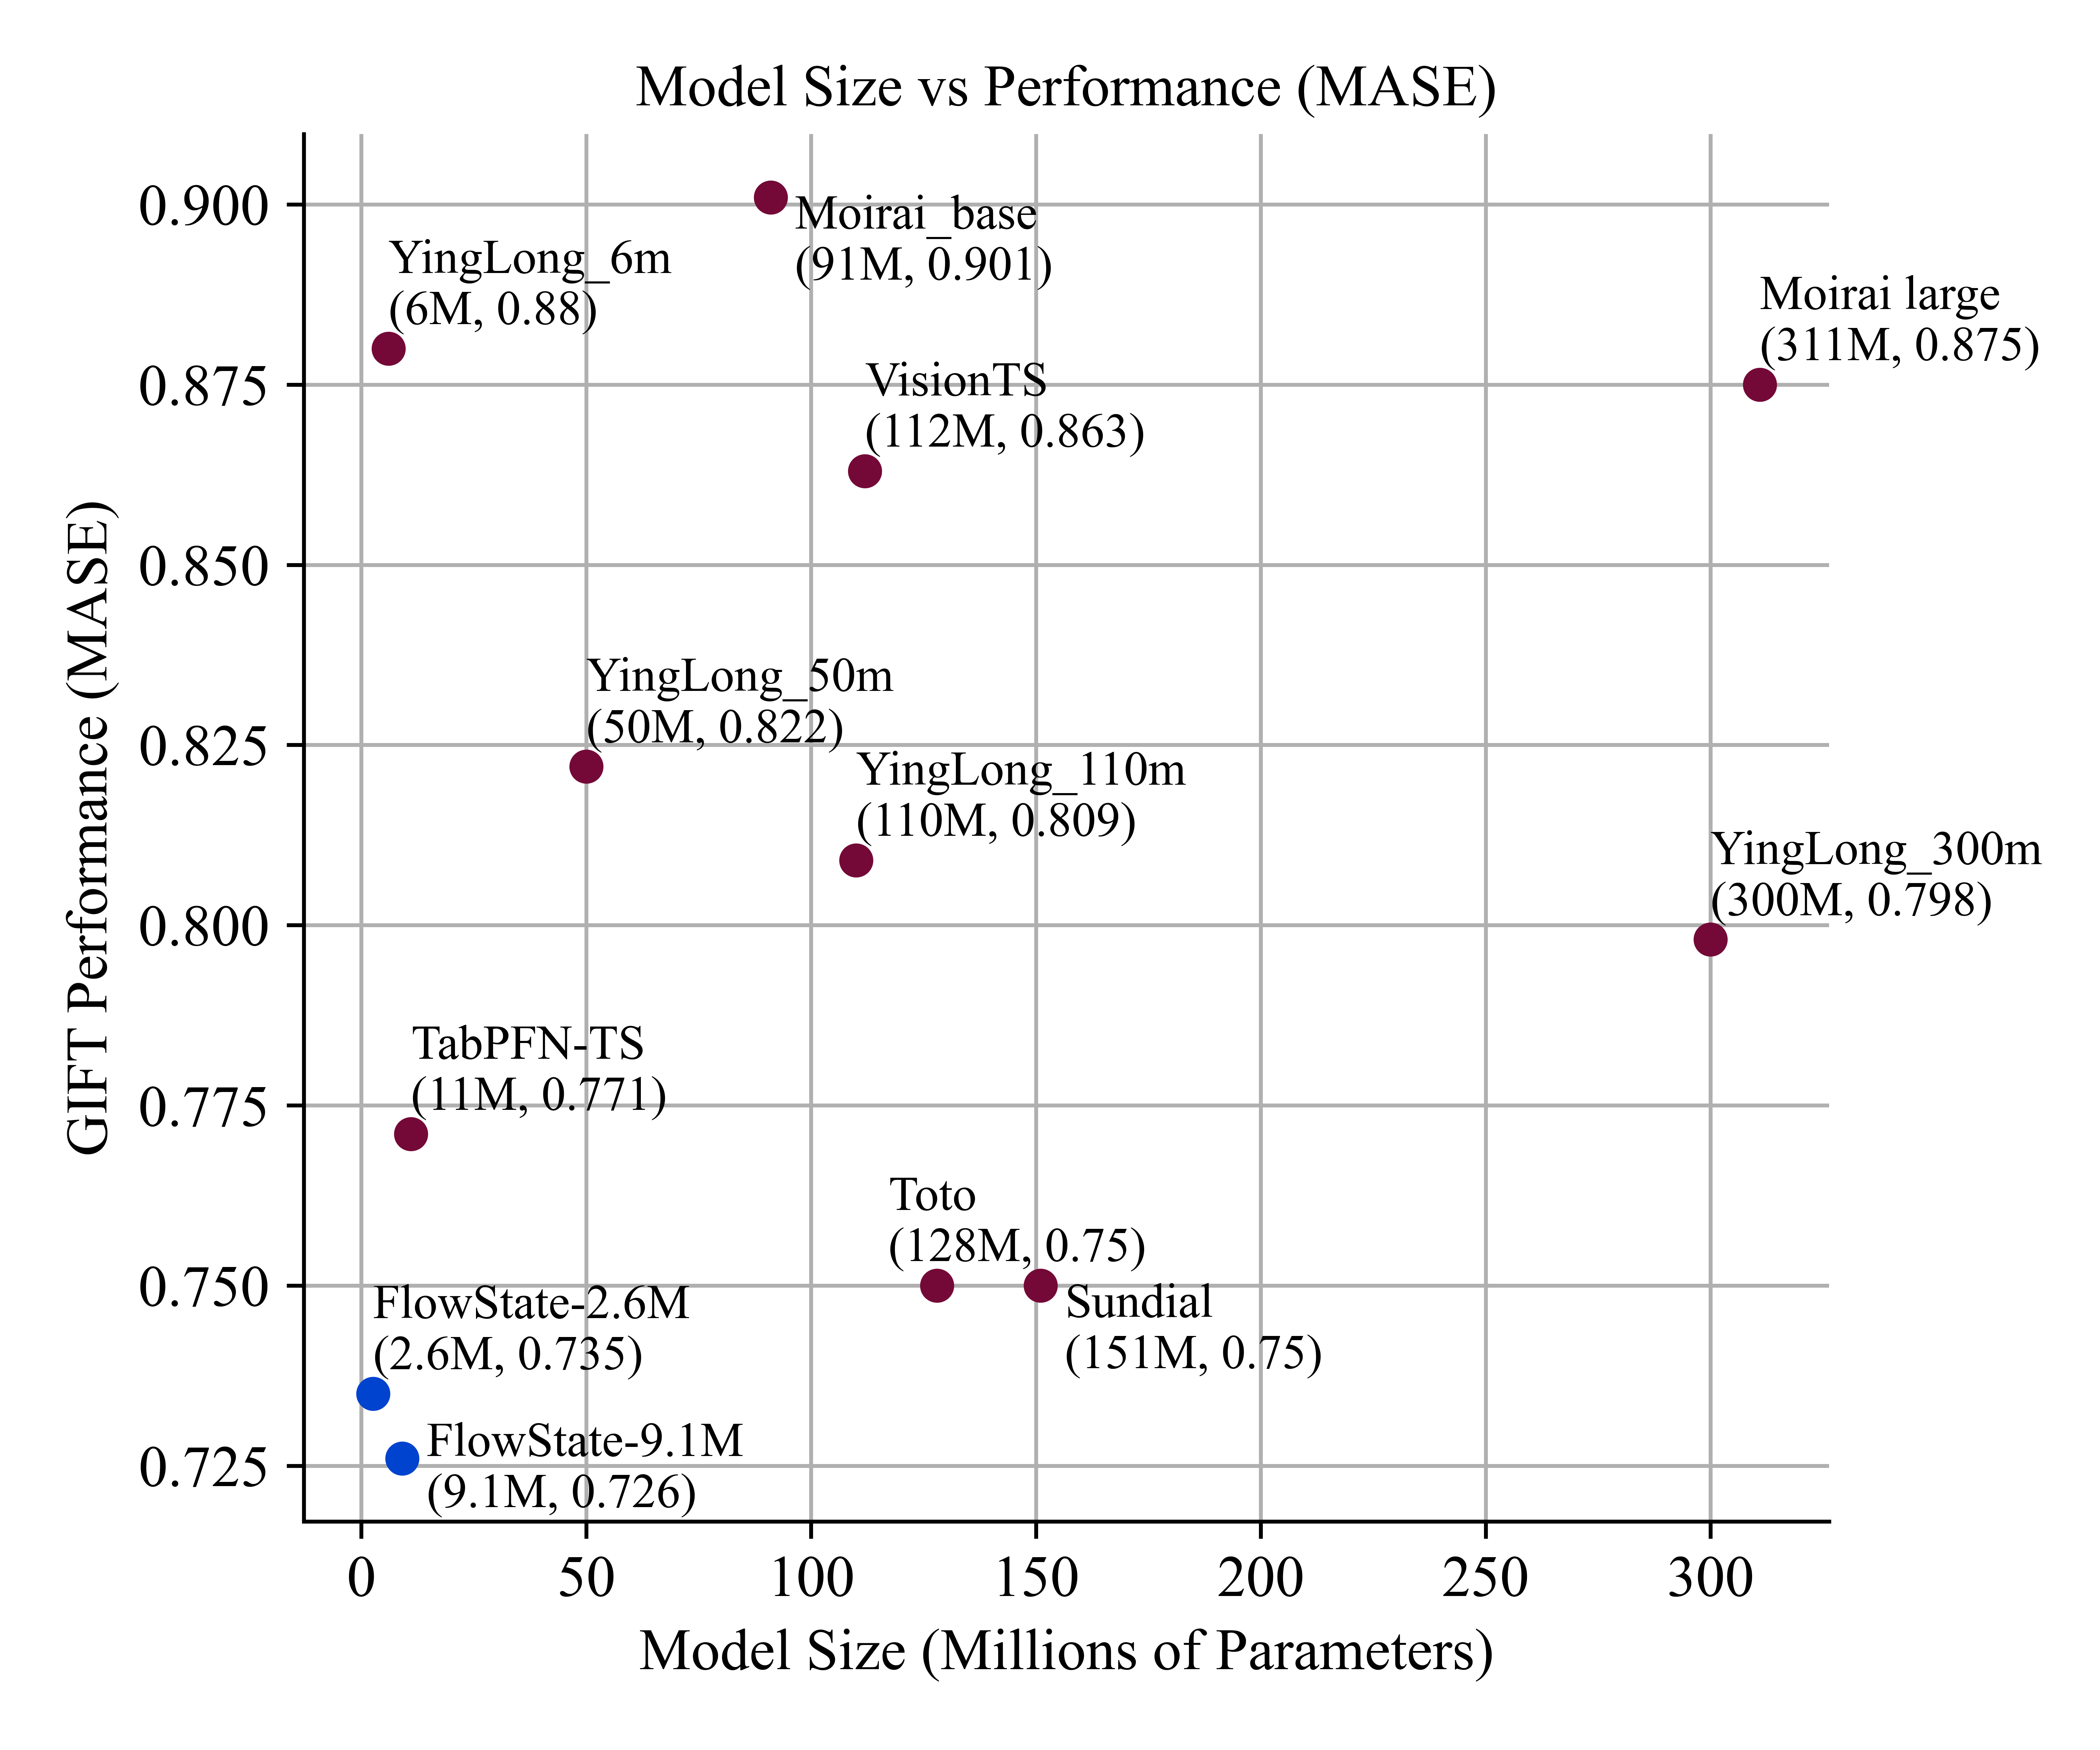 Model Size vs Performance (MASE)
GIFT Performance (MASE)
0.900
0.875
0.850
0.825
0.800
0.775
0.750
0.725
Moirai_base
(91M, 0.901)
YingLong_6m
(6M, 0.88)
Moirai large
(311M, 0.875)
VisionTS
(112M, 0.863)
YingLong_50m
(50M, 0.822)
YingLong_110m
(110M, 0.809)
YingLong_300m
(300M, 0.798)
TabPFN-TS
(11M, 0.771)
Toto
(128M, 0.75)
Sundial
(151M, 0.75)
FlowState-2.6M
(2.6M, 0.735)
FlowState-9.1M
(9.1M, 0.726)
0 50 100 150 200 250 300
Model Size (Millions of Parameters)